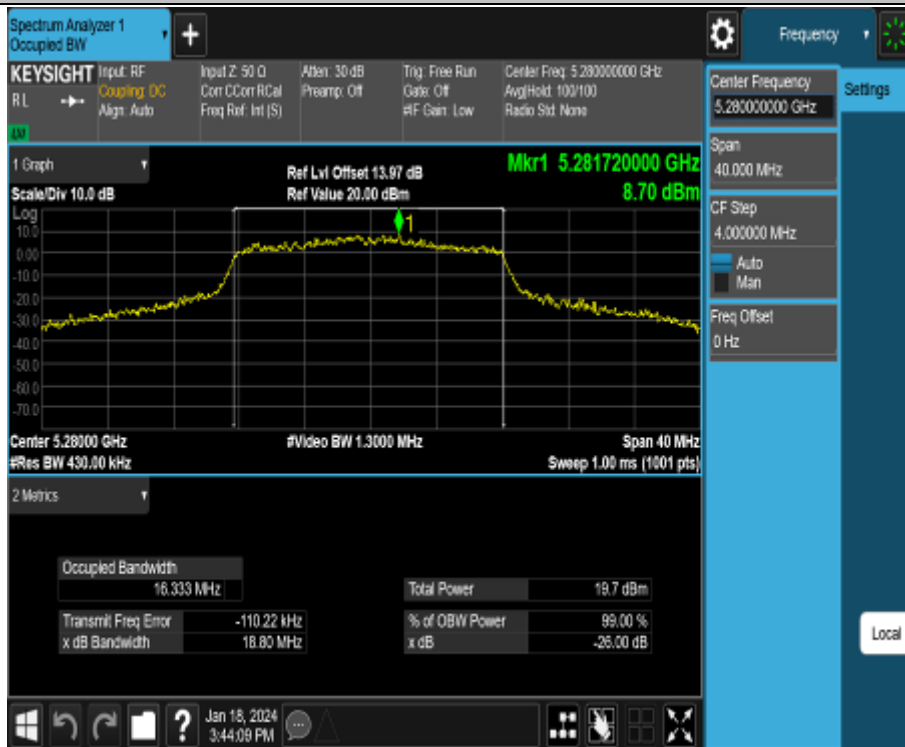 Spectrum Analyzer 1
Occupied BW
+
Frequency
KEYSIGHT
RL
Input: RF
Coupling: DC
Align: Auto
Input Z: 50 Ω
Corr CCorr RCal
Freq Ref: Int (S)
Atten: 30 dB
Preamp: Off
Trig: Free Run
Gate: Off
#IF Gain: Low
Center Freq: 5.280000000 GHz
Avg|Hold: 100/100
Radio Std: None
Center Frequency
5.280000000 GHz
Settings
Span
40.000 MHz
CF Step
4.000000 MHz
Auto
Man
Freq Offset
0 Hz
1 Graph
Scale/Div 10.0 dB
Ref Lvl Offset 13.97 dB
Ref Value 20.00 dBm
Mkr1 5.281720000 GHz
8.70 dBm
Log
10.0
0.00
-10.0
-20.0
-30.0
-40.0
-50.0
-60.0
-70.0
1
Center 5.28000 GHz
#Video BW 1.3000 MHz
Span 40 MHz
#Res BW 430.00 kHz
Sweep 1.00 ms (1001 pts)
2 Metrics
Occupied Bandwidth
16.333 MHz
Total Power 19.7 dBm
Transmit Freq Error -110.22 kHz
% of OBW Power 99.00 %
x dB Bandwidth 18.80 MHz
x dB -26.00 dB
Local
?
Jan 18, 2024
3:44:09 PM